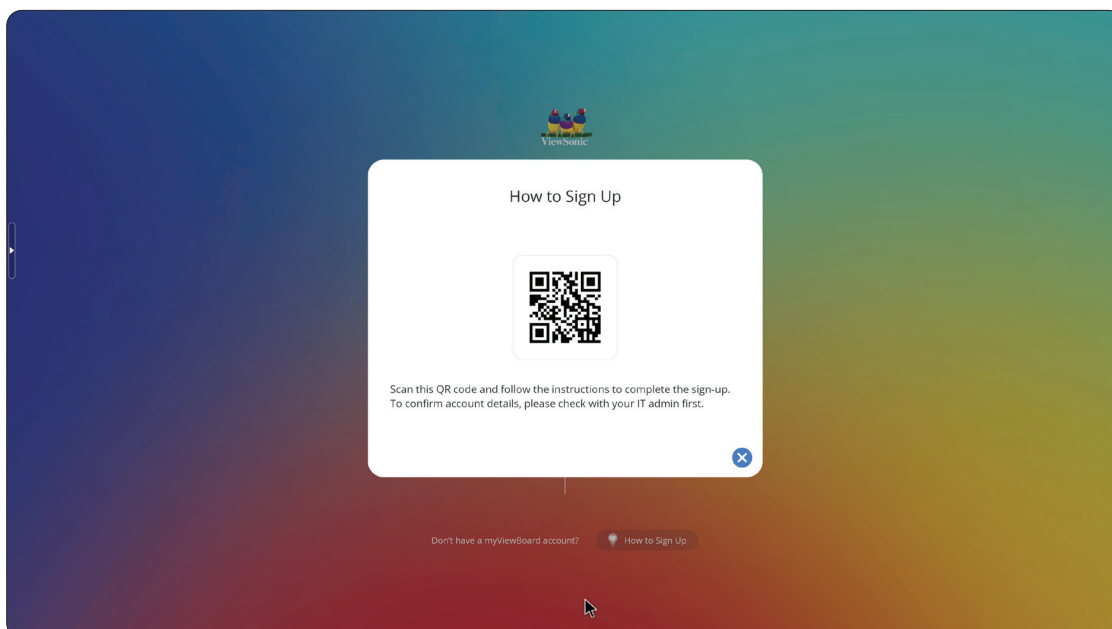 ViewSonic
How to Sign Up
Scan this QR code and follow the instructions to complete the sign-up.
To confirm account details, please check with your IT admin first.
Don't have a myViewBoard account?
How to Sign Up